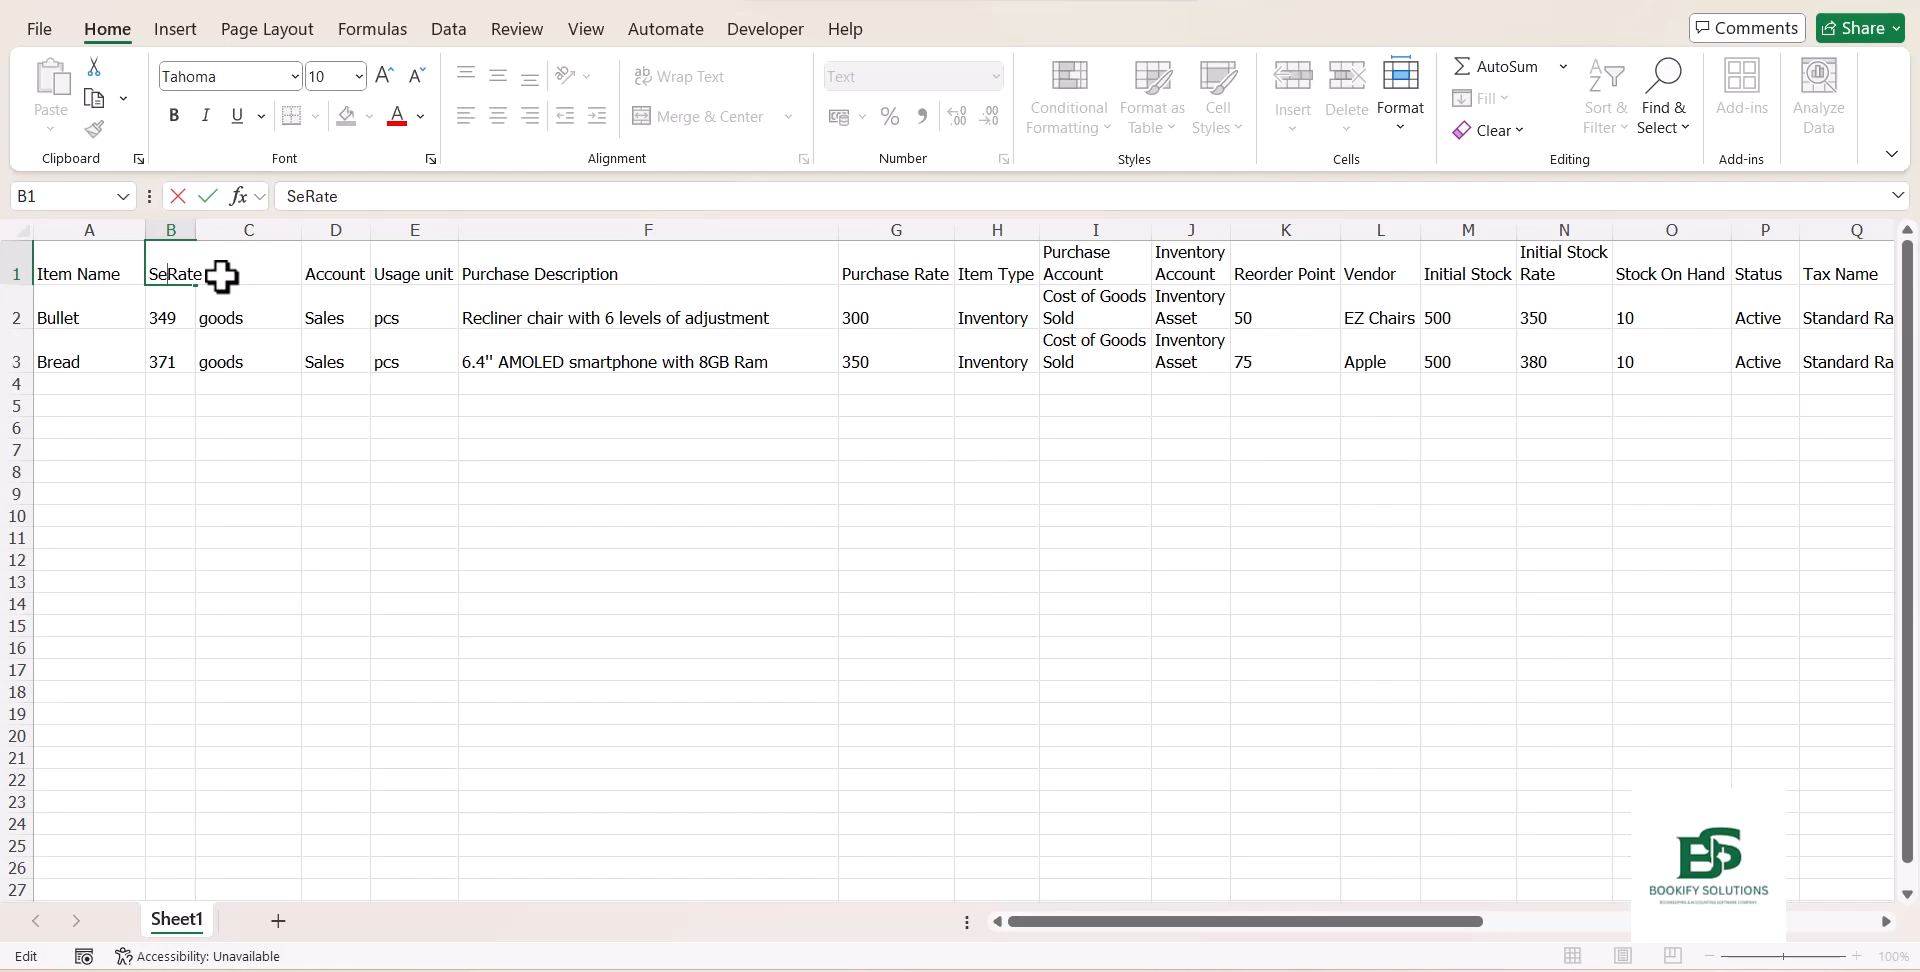 File Home Insert Page Layout Formulas Data Review View Automate Developer Help Comments Share
Paste
Clipboard
Tahoma 10
B I U
Font
Wrap Text
Merge & Center
Alignment
Text
Number
Conditional Formatting
Format as Table
Cell Styles
Styles
Insert
Delete
Format
Cells
AutoSum
Fill
Clear
Sort & Filter
Find & Select
Editing
Add-ins
Add-ins
Analyze Data
B1 fx SeRate
A B C D E F G H I J K L M N O P Q
1 Item Name SeRate Account Usage unit Purchase Description Purchase Rate Item Type Purchase Account Inventory Account Reorder Point Vendor Initial Stock Initial Stock Rate Stock On Hand Status Tax Name
2 Bullet 349 goods Sales pcs Recliner chair with 6 levels of adjustment 300 Inventory Cost of Goods Sold Inventory Asset 50 EZ Chairs 500 350 10 Active Standard Ra
3 Bread 371 goods Sales pcs 6.4" AMOLED smartphone with 8GB Ram 350 Inventory Cost of Goods Sold Inventory Asset 75 Apple 500 380 10 Active Standard Ra
4
5
6
7
8
9
10
11
12
13
14
15
16
17
18
19
20
21
22
23
24
25
26
27
BS
BOOKIFY SOLUTIONS
Sheet1
Edit Accessibility: Unavailable 100%